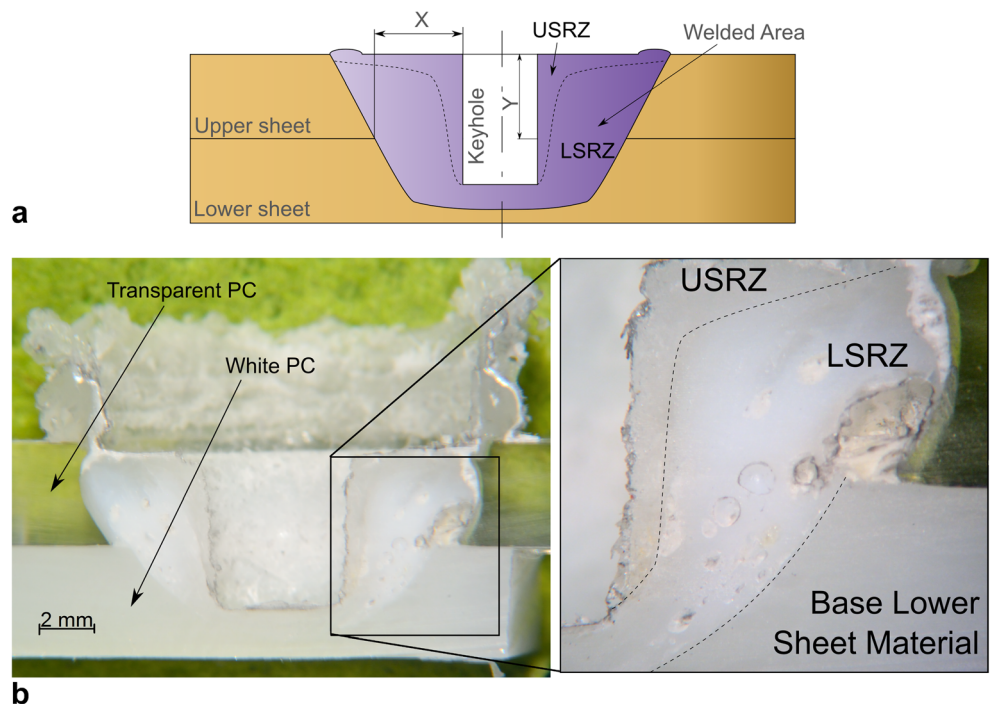 X
USRZ
Welded Area
Keyhole
Y
Upper sheet
LSRZ
Lower sheet
a
Transparent PC
White PC
2 mm
USRZ
LSRZ
Base Lower
Sheet Material
b